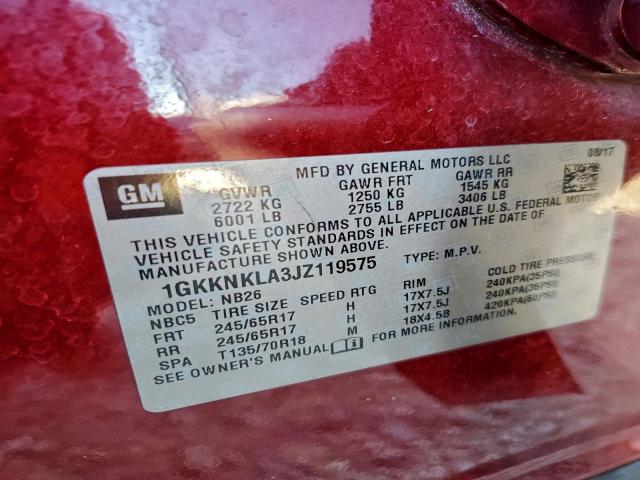 GM
MFD BY GENERAL MOTORS LLC
08/17
GVWR GAWR FRT GAWR RR
2722 KG 1250 KG 1545 KG
6001 LB 2755 LB 3406 LB
THIS VEHICLE CONFORMS TO ALL APPLICABLE U.S. FEDERAL MOTOR
VEHICLE SAFETY STANDARDS IN EFFECT ON THE DATE OF
MANUFACTURE SHOWN ABOVE.
1GKKNKLA3JZ119575 TYPE: M.P.V.
MODEL: NB26
NBC5 TIRE SIZE SPEED RTG RIM COLD TIRE PRESSURE
FRT 245/65R17 H 17X7.5J 240KPA(35PSI)
RR 245/65R17 H 17X7.5J 240KPA(35PSI)
SPA T135/70R18 M 18X4.5B 420KPA(60PSI)
SEE OWNER'S MANUAL FOR MORE INFORMATION.